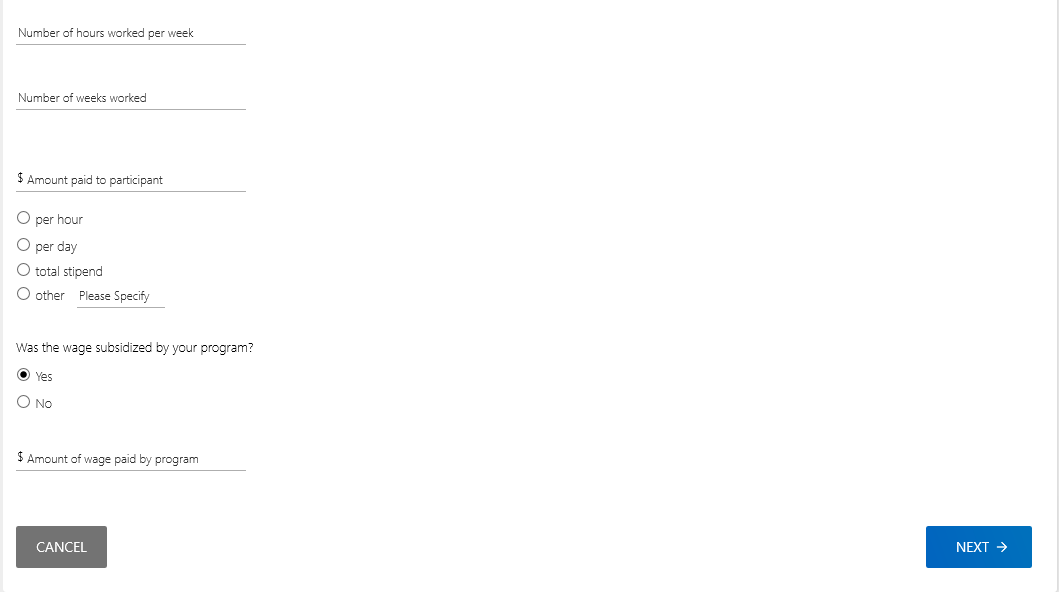 Number of hours worked per week
Number of weeks worked
$ Amount paid to participant
per hour
per day
total stipend
other Please Specify
Was the wage subsidized by your program?
Yes
No
$ Amount of wage paid by program
CANCEL
NEXT →